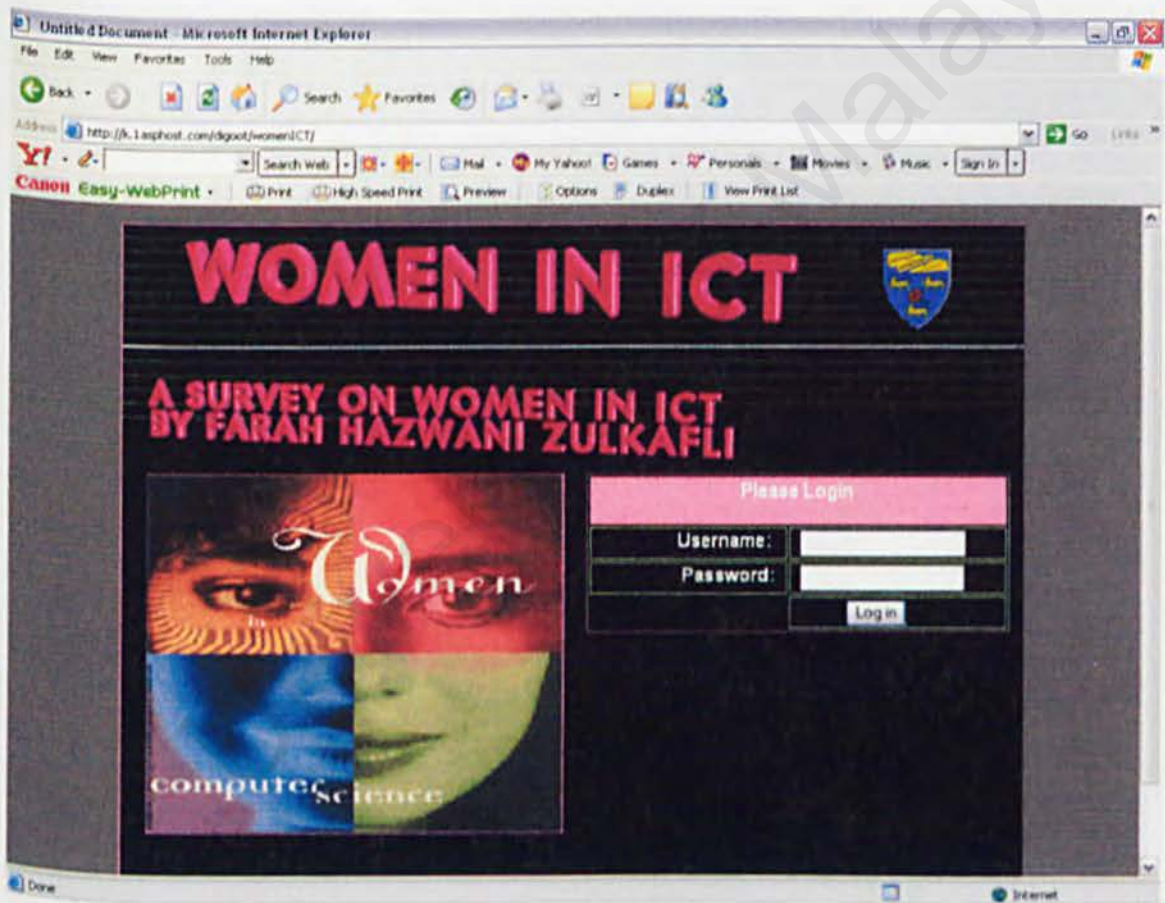 Untitled Document - Microsoft Internet Explorer
File Edit View Favorites Tools Help
Back Search Favorites
Address http://k.1asphost.com/digoot/womenICT/ Go Links »
Y! Search Web Mail My Yahoo! Games Personals Movies Music Sign In
Canon Easy-WebPrint Print High Speed Print Preview Options Duplex View Print List
WOMEN IN ICT
A SURVEY ON WOMEN IN ICT
BY FARAH HAZWANI ZULKAFLI
Women
in
computer science
Please Login
Username:
Password:
Log in
Done Internet
Malay